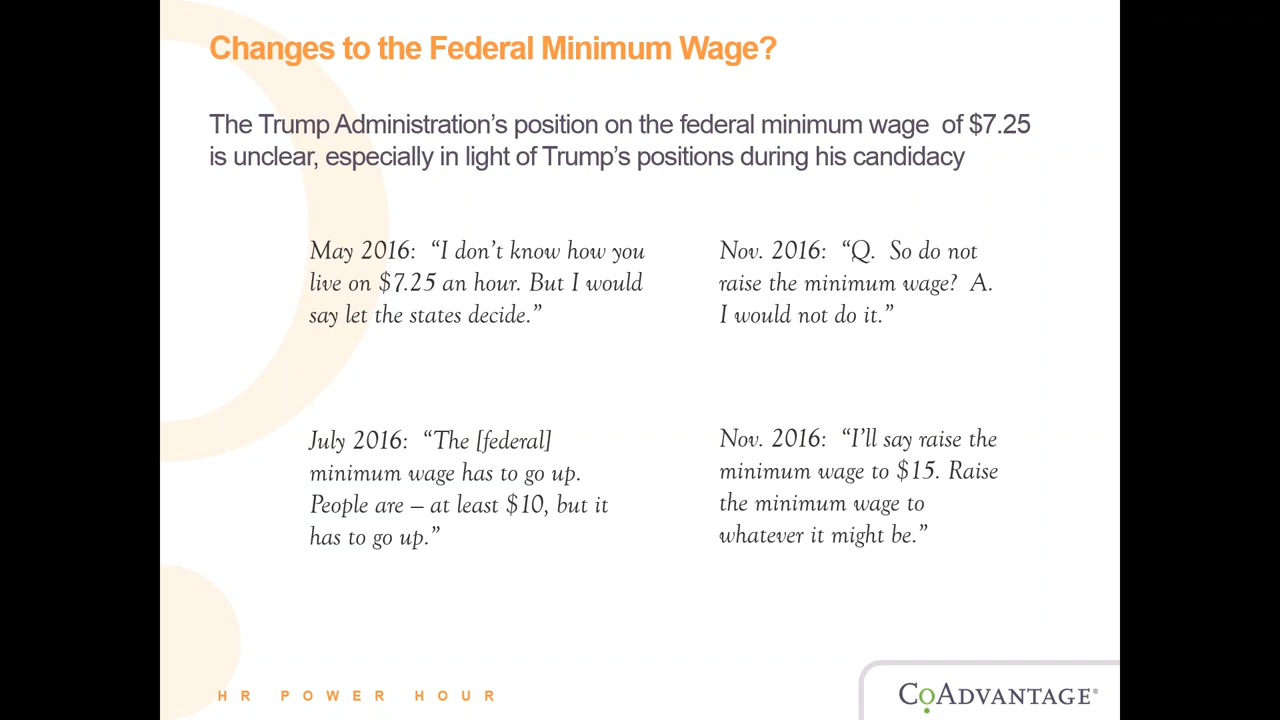 Changes to the Federal Minimum Wage?
The Trump Administration’s position on the federal minimum wage  of $7.25
is unclear, especially in light of Trump’s positions during his candidacy
May 2016:  “I don’t know how you
live on $7.25 an hour. But I would
say let the states decide.”
Nov. 2016:  “Q.  So do not
raise the minimum wage?  A.
I would not do it.”
July 2016:  “The [federal]
minimum wage has to go up.
People are – at least $10, but it
has to go up.”
Nov. 2016:  “I’ll say raise the
minimum wage to $15. Raise
the minimum wage to
whatever it might be.”
HR POWER HOUR
COADVANTAGE®